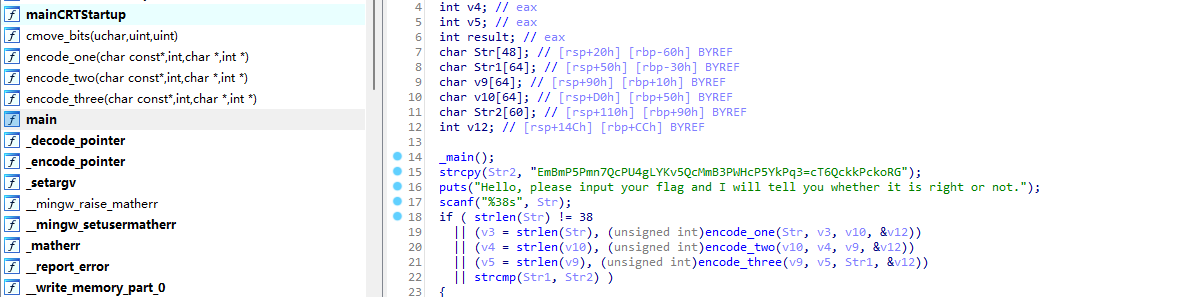 mainCRTStartup
cmove_bits(uchar,uint,uint)
encode_one(char const*,int,char *,int *)
encode_two(char const*,int,char *,int *)
encode_three(char const*,int,char *,int *)
main
_decode_pointer
_encode_pointer
_setargv
__mingw_raise_matherr
__mingw_setusermatherr
_matherr
__report_error
__write_memory_part_0
4 int v4; // eax
5 int v5; // eax
6 int result; // eax
7 char Str[48]; // [rsp+20h] [rbp-60h] BYREF
8 char Str1[64]; // [rsp+50h] [rbp-30h] BYREF
9 char v9[64]; // [rsp+90h] [rbp+10h] BYREF
10 char v10[64]; // [rsp+D0h] [rbp+50h] BYREF
11 char Str2[60]; // [rsp+110h] [rbp+90h] BYREF
12 int v12; // [rsp+14Ch] [rbp+CCh] BYREF
13
14 _main();
15 strcpy(Str2, "EmBmP5Pmn7QcPU4gLYKv5QcMmB3PWHcP5YkPq3=cT6QckkPckoRG");
16 puts("Hello, please input your flag and I will tell you whether it is right or not.");
17 scanf("%38s", Str);
18 if ( strlen(Str) != 38
19 || (v3 = strlen(Str), (unsigned int)encode_one(Str, v3, v10, &v12))
20 || (v4 = strlen(v10), (unsigned int)encode_two(v10, v4, v9, &v12))
21 || (v5 = strlen(v9), (unsigned int)encode_three(v9, v5, Str1, &v12))
22 || strcmp(Str1, Str2) )
23 {